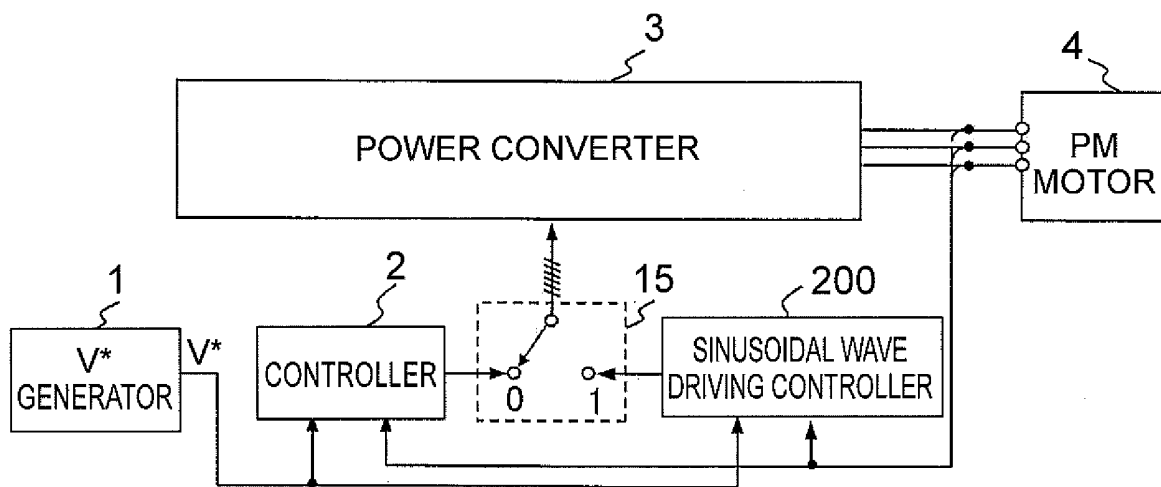 3
4
POWER CONVERTER
PM
MOTOR
1
2
15
200
V*
GENERATOR
V*
CONTROLLER
0
1
SINUSOIDAL WAVE
DRIVING CONTROLLER